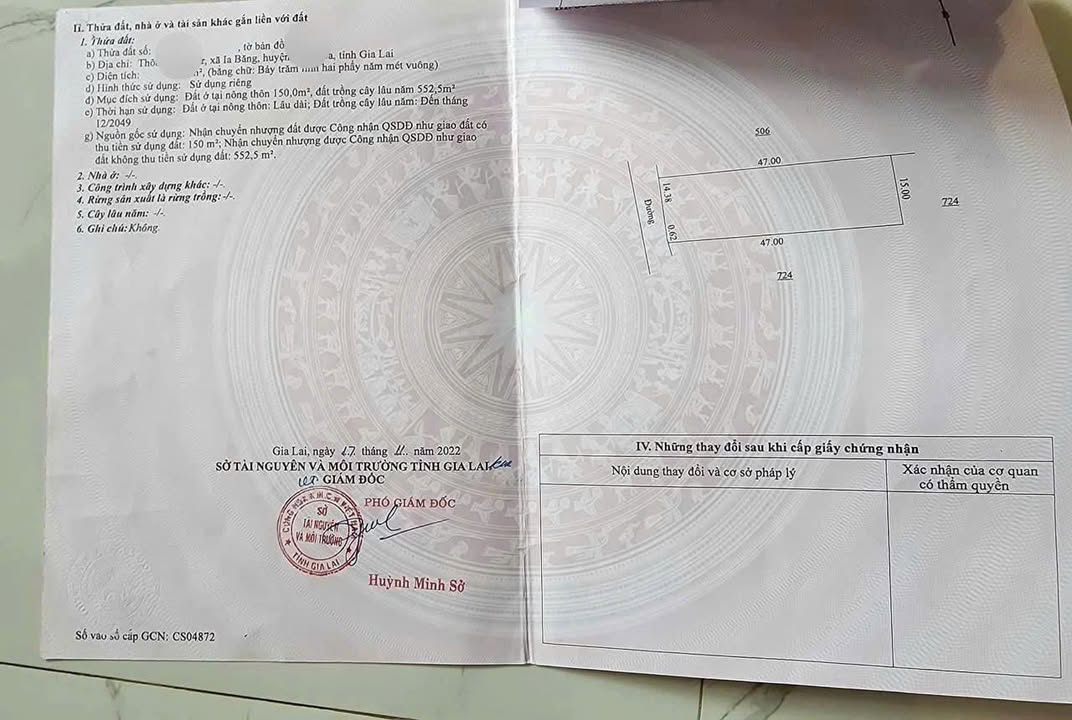 II. Thửa đất, nhà ở và tài sản khác gắn liền với đất
1. Thửa đất:
a) Thửa đất số: , tờ bản đồ
b) Địa chỉ: Thô r, xã Ia Băng, huyện a, tỉnh Gia Lai
c) Diện tích: m², (bằng chữ: Bảy trăm hai phẩy năm mét vuông)
d) Hình thức sử dụng: Sử dụng riêng
đ) Mục đích sử dụng: Đất ở tại nông thôn 150,0m², đất trồng cây lâu năm 552,5m²
e) Thời hạn sử dụng: Đất ở tại nông thôn: Lâu dài; Đất trồng cây lâu năm: Đến tháng
12/2049
g) Nguồn gốc sử dụng: Nhận chuyển nhượng đất được Công nhận QSDĐ như giao đất có
thu tiền sử dụng đất: 150 m²; Nhận chuyển nhượng đất được Công nhận QSDĐ như giao
đất không thu tiền sử dụng đất: 552,5 m².
2. Nhà ở: -/-.
3. Công trình xây dựng khác: -/-.
4. Rừng sản xuất là rừng trồng: -/-.
5. Cây lâu năm: -/-.
6. Ghi chú: Không.
Gia Lai, ngày 17 tháng 11 năm 2022
SỞ TÀI NGUYÊN VÀ MÔI TRƯỜNG TỈNH GIA LAI
GIÁM ĐỐC
PHÓ GIÁM ĐỐC
SỞ
TÀI NGUYÊN
VÀ MÔI TRƯỜNG
TỈNH GIA LAI
Huỳnh Minh Sở
Số vào sổ cấp GCN: CS04872
506
47.00
15.00
14.38
Đường
0.62
724
47.00
724
IV. Những thay đổi sau khi cấp giấy chứng nhận
Nội dung thay đổi và cơ sở pháp lý
Xác nhận của cơ quan
có thẩm quyền